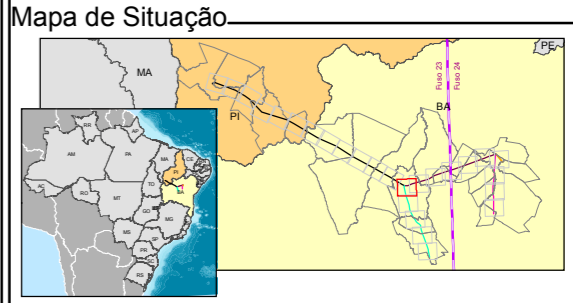 Mapa de Situação
MA
PI
Fuso 23
Fuso 24
BA
PE
RR
AP
AM
PA
MA
CE
PI
AC
RO
TO
MT
BA
GO
MG
MS
SP
PR
SC
RS